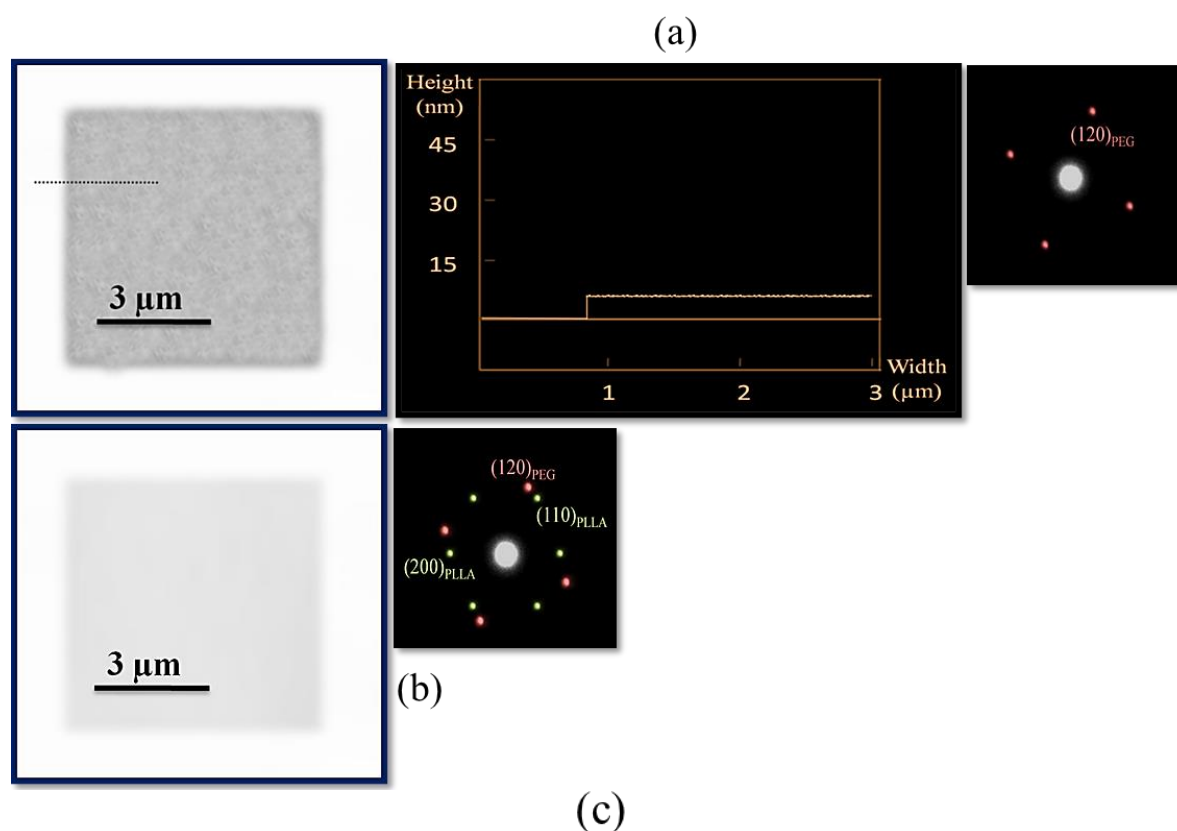 (a)
3 µm
Height
(nm)
45
30
15
1
2
3
Width
(µm)
(120)PEG
3 µm
(120)PEG
(110)PLLA
(200)PLLA
(b)
(c)